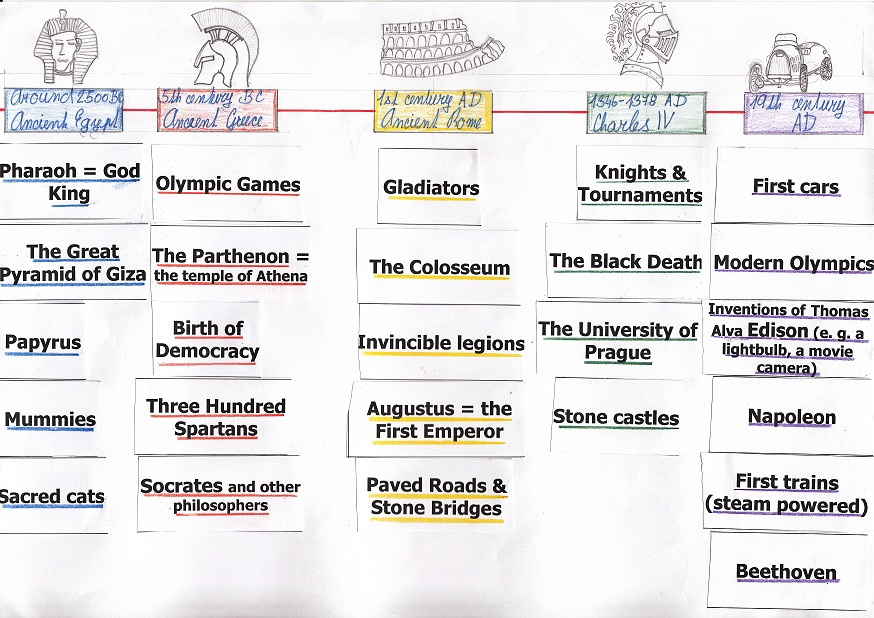 Around 2500 BC
Ancient Egypt
5th century BC
Ancient Greece
1st century AD
Ancient Rome
1346-1378 AD
Charles IV
19th century
AD
Pharaoh = God
King
The Great
Pyramid of Giza
Papyrus
Mummies
Sacred cats
Olympic Games
The Parthenon =
the temple of Athena
Birth of
Democracy
Three Hundred
Spartans
Socrates and other
philosophers
Gladiators
The Colosseum
Invincible legions
Augustus = the
First Emperor
Paved Roads &
Stone Bridges
Knights &
Tournaments
The Black Death
The University of
Prague
Stone castles
First cars
Modern Olympics
Inventions of Thomas
Alva Edison (e. g. a
lightbulb, a movie
camera)
Napoleon
First trains
(steam powered)
Beethoven